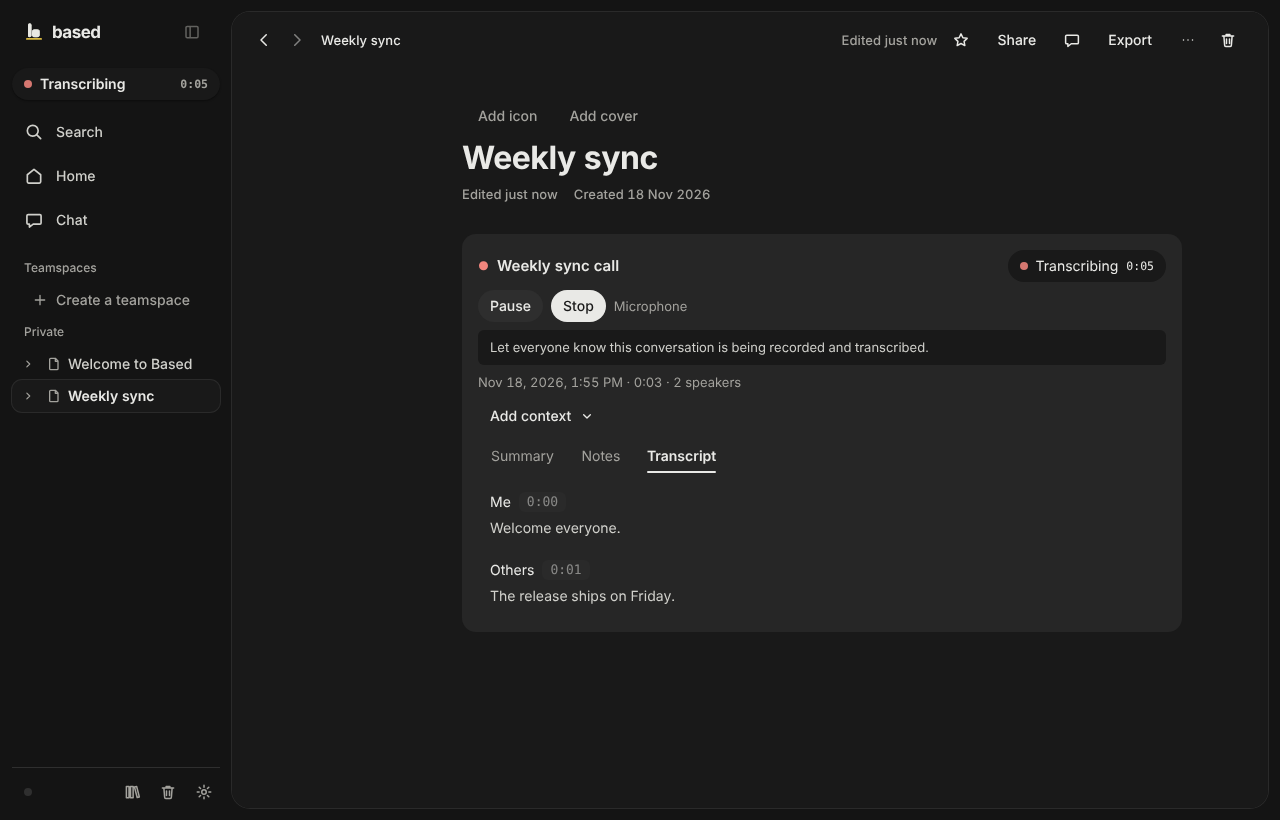 based
Transcribing 0:05
Search
Home
Chat
Teamspaces
Create a teamspace
Private
Welcome to Based
Weekly sync
Weekly sync
Edited just now
Share
Export
Add icon Add cover
Weekly sync
Edited just now Created 18 Nov 2026
Weekly sync call
Transcribing 0:05
Pause Stop Microphone
Let everyone know this conversation is being recorded and transcribed.
Nov 18, 2026, 1:55 PM · 0:03 · 2 speakers
Add context
Summary Notes Transcript
Me 0:00
Welcome everyone.
Others 0:01
The release ships on Friday.